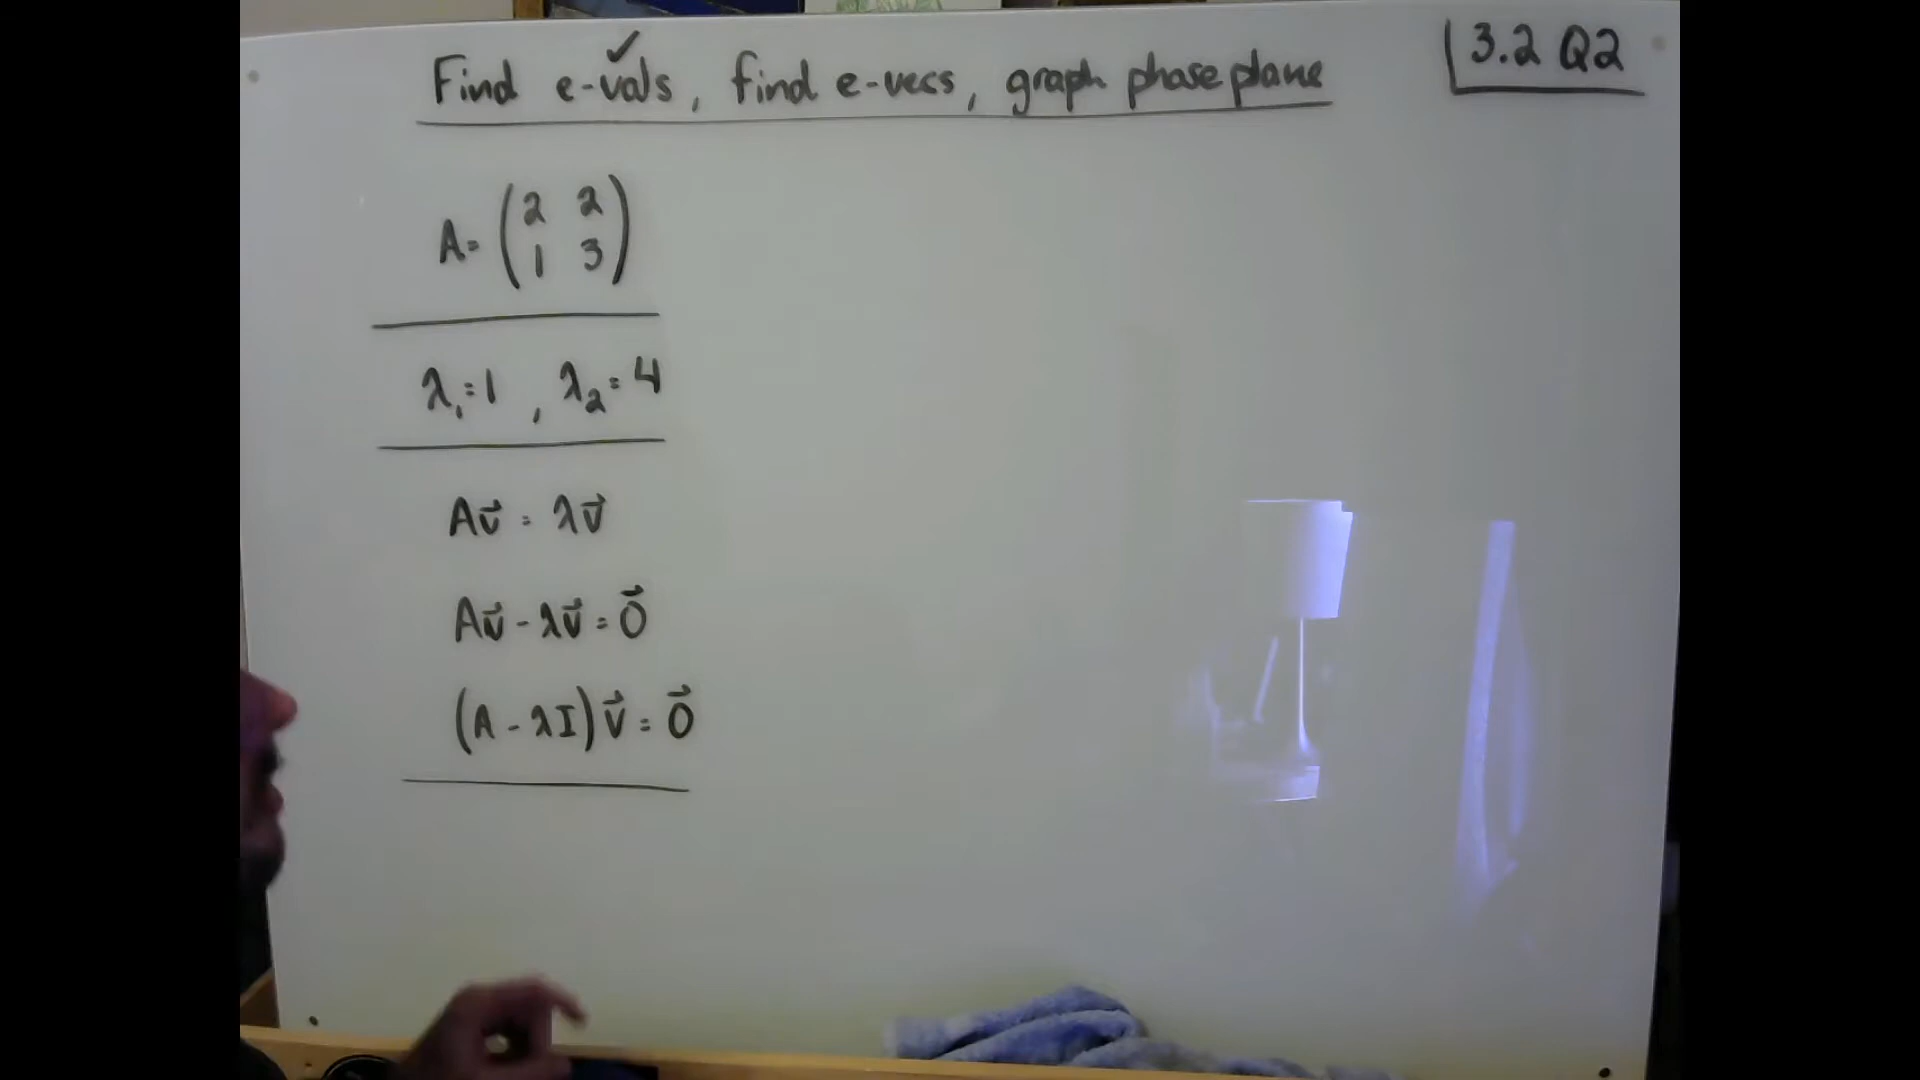 Find e-vals, find e-vecs, graph phase plane
3.2 Q2
✓
A = (2 2
1 3)
λ₁ = 1, λ₂ = 4
Av⃗ = λv⃗
Av⃗ - λv⃗ = 0⃗
(A - λI)v⃗ = 0⃗